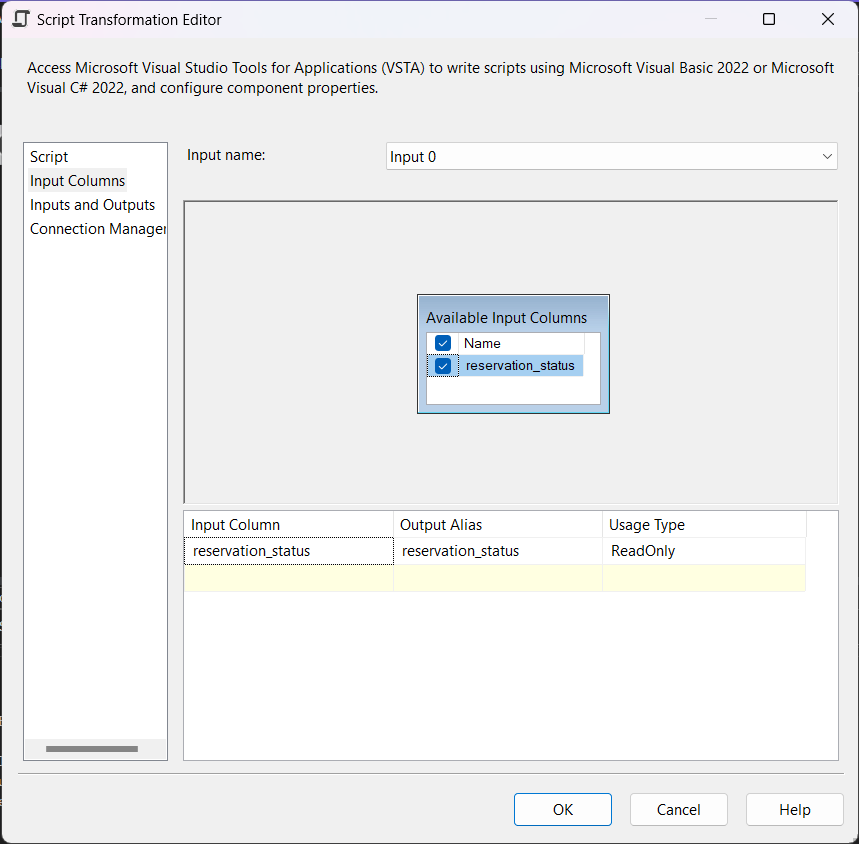 Script Transformation Editor
Access Microsoft Visual Studio Tools for Applications (VSTA) to write scripts using Microsoft Visual Basic 2022 or Microsoft
Visual C# 2022, and configure component properties.
Script
Input Columns
Inputs and Outputs
Connection Manager
Input name:
Input 0
Available Input Columns
Name
reservation_status
Input Column Output Alias Usage Type
reservation_status reservation_status ReadOnly
OK Cancel Help